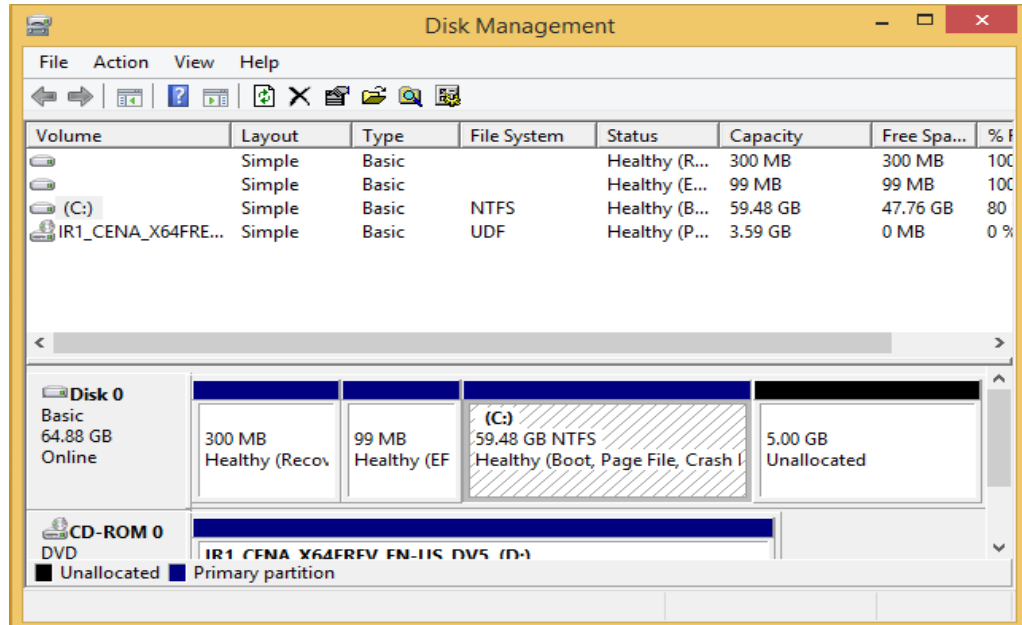 Disk Management
File Action View Help
Volume Layout Type File System Status Capacity Free Spa... % F
Simple Basic Healthy (R... 300 MB 300 MB 100
Simple Basic Healthy (E... 99 MB 99 MB 100
(C:) Simple Basic NTFS Healthy (B... 59.48 GB 47.76 GB 80
IR1_CENA_X64FRE... Simple Basic UDF Healthy (P... 3.59 GB 0 MB 0 %
Disk 0
Basic
64.88 GB
Online
300 MB
Healthy (Recov
99 MB
Healthy (EF
(C:)
59.48 GB NTFS
Healthy (Boot, Page File, Crash
5.00 GB
Unallocated
CD-ROM 0
DVD
IR1_CENA_X64FREV_EN-US_DV5 (D:)
Unallocated Primary partition